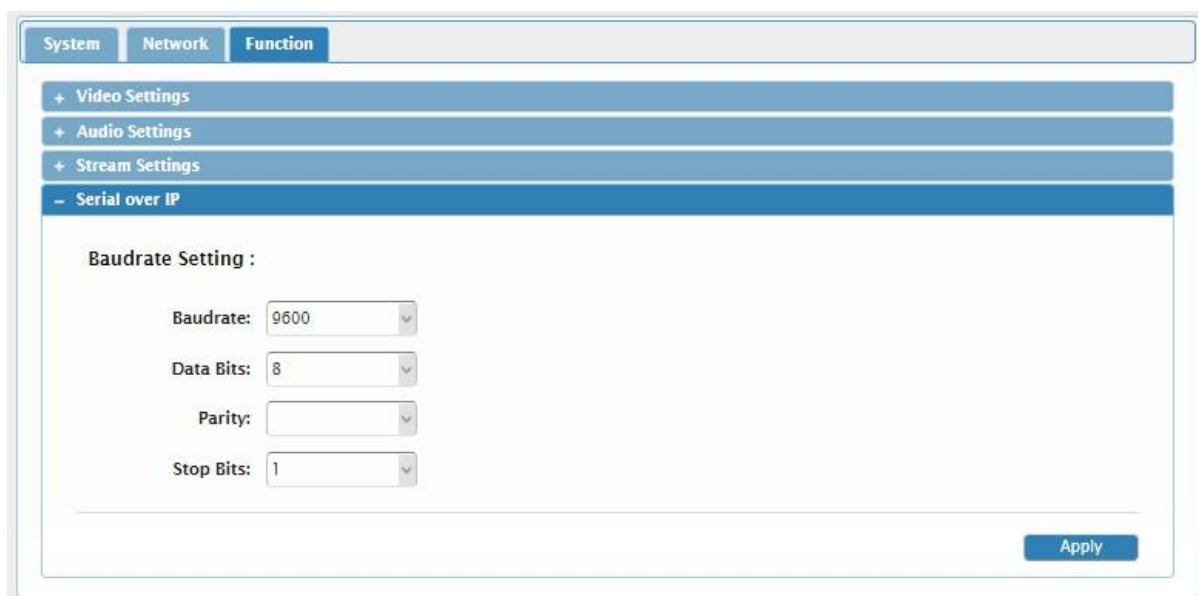 System Network Function
+ Video Settings
+ Audio Settings
+ Stream Settings
– Serial over IP
Baudrate Setting :
Baudrate: 9600
Data Bits: 8
Parity:
Stop Bits: 1
Apply